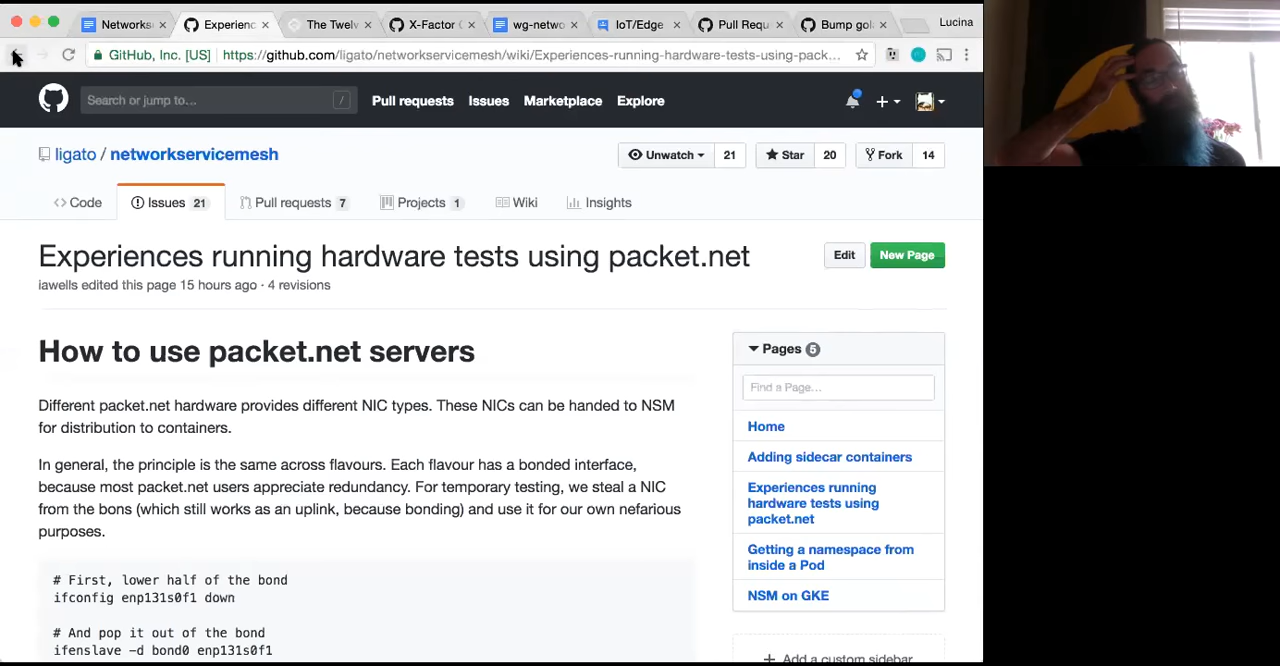 Networks
Experienc
The Twelv
X-Factor C
wg-netwo
IoT/Edge
Pull Requ
Bump gola
Lucina
GitHub, Inc. [US] https://github.com/ligato/networkservicemesh/wiki/Experiences-running-hardware-tests-using-pack...
Search or jump to... /
Pull requests Issues Marketplace Explore
ligato / networkservicemesh
Unwatch 21 Star 20 Fork 14
Code Issues 21 Pull requests 7 Projects 1 Wiki Insights
Experiences running hardware tests using packet.net
Edit New Page
iawells edited this page 15 hours ago · 4 revisions
How to use packet.net servers
Different packet.net hardware provides different NIC types. These NICs can be handed to NSM
for distribution to containers.
In general, the principle is the same across flavours. Each flavour has a bonded interface,
because most packet.net users appreciate redundancy. For temporary testing, we steal a NIC
from the bons (which still works as an uplink, because bonding) and use it for our own nefarious
purposes.
# First, lower half of the bond
ifconfig enp131s0f1 down
# And pop it out of the bond
ifenslave -d bond0 enp131s0f1
Pages 5
Find a Page...
Home
Adding sidecar containers
Experiences running
hardware tests using
packet.net
Getting a namespace from
inside a Pod
NSM on GKE
+ Add a custom sidebar